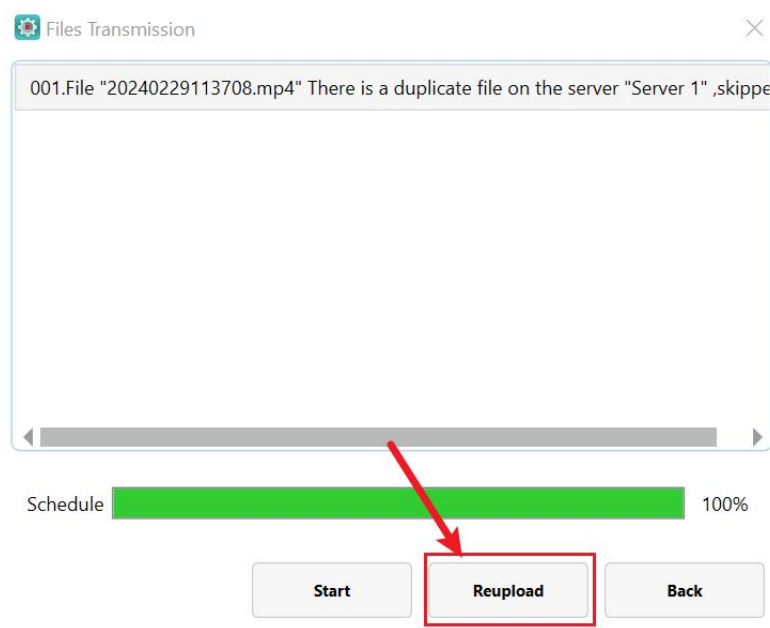 Files Transmission
001.File "20240229113708.mp4" There is a duplicate file on the server "Server 1" ,skippe
Schedule 100%
Start Reupload Back